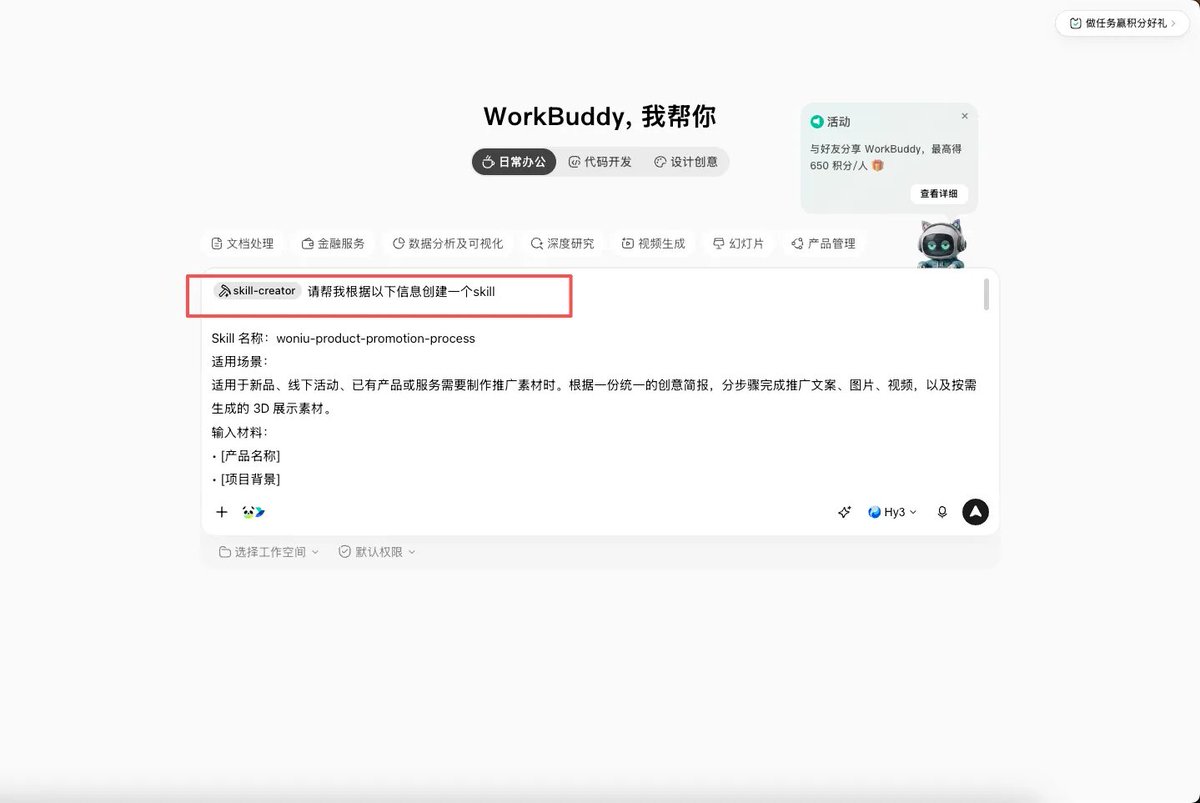 做任务赢积分好礼
WorkBuddy, 我帮你
活动
与好友分享 WorkBuddy，最高得
650 积分/人
查看详细
日常办公 代码开发 设计创意
文档处理 金融服务 数据分析及可视化 深度研究 视频生成 幻灯片 产品管理
skill-creator 请帮我根据以下信息创建一个skill
Skill 名称：woniu-product-promotion-process
适用场景：
适用于新品、线下活动、已有产品或服务需要制作推广素材时。根据一份统一的创意简报，分步骤完成推广文案、图片、视频，以及按需
生成的 3D 展示素材。
输入材料：
• [产品名称]
• [项目背景]
Hy3
选择工作空间 默认权限